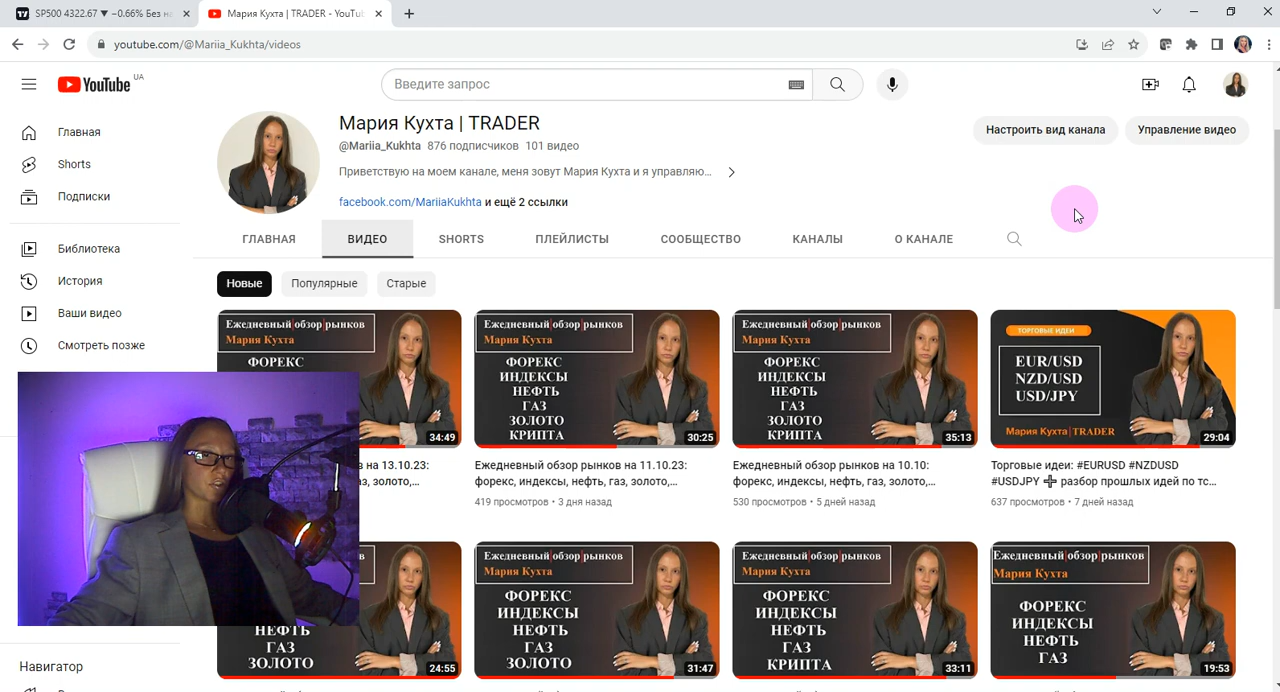 SP500 4322.67 ▼ −0.66% Без на
Мария Кухта | TRADER - YouTu
youtube.com/@Mariia_Kukhta/videos
YouTube UA
Введите запрос
Главная
Shorts
Подписки
Библиотека
История
Ваши видео
Смотреть позже
Навигатор
Мария Кухта | TRADER
@Mariia_Kukhta 876 подписчиков 101 видео
Приветствую на моем канале, меня зовут Мария Кухта и я управляю...
facebook.com/MariiaKukhta и ещё 2 ссылки
Настроить вид канала
Управление видео
ГЛАВНАЯ
ВИДЕО
SHORTS
ПЛЕЙЛИСТЫ
СООБЩЕСТВО
КАНАЛЫ
О КАНАЛЕ
Новые
Популярные
Старые
Ежедневный обзор рынков
Мария Кухта
ФОРЕКС
34:49
в на 13.10.23:
аз, золото,...
Ежедневный обзор рынков
Мария Кухта
ФОРЕКС
ИНДЕКСЫ
НЕФТЬ
ГАЗ
ЗОЛОТО
КРИПТА
30:25
Ежедневный обзор рынков на 11.10.23:
форекс, индексы, нефть, газ, золото,...
419 просмотров • 3 дня назад
Ежедневный обзор рынков
Мария Кухта
ФОРЕКС
ИНДЕКСЫ
НЕФТЬ
ГАЗ
ЗОЛОТО
КРИПТА
35:13
Ежедневный обзор рынков на 10.10:
форекс, индексы, нефть, газ, золото,...
530 просмотров • 5 дней назад
ТОРГОВЫЕ ИДЕИ
EUR/USD
NZD/USD
USD/JPY
Мария Кухта | TRADER
29:04
Торговые идеи: #EURUSD #NZDUSD
#USDJPY ➕ разбор прошлых идей по тс...
637 просмотров • 7 дней назад
НЕФТЬ
ГАЗ
ЗОЛОТО
24:55
Ежедневный обзор рынков
Мария Кухта
ФОРЕКС
ИНДЕКСЫ
НЕФТЬ
ГАЗ
ЗОЛОТО
31:47
Ежедневный обзор рынков
Мария Кухта
ФОРЕКС
ИНДЕКСЫ
НЕФТЬ
ГАЗ
КРИПТА
33:11
Ежедневный обзор рынков
Мария Кухта
ФОРЕКС
ИНДЕКСЫ
НЕФТЬ
ГАЗ
19:53